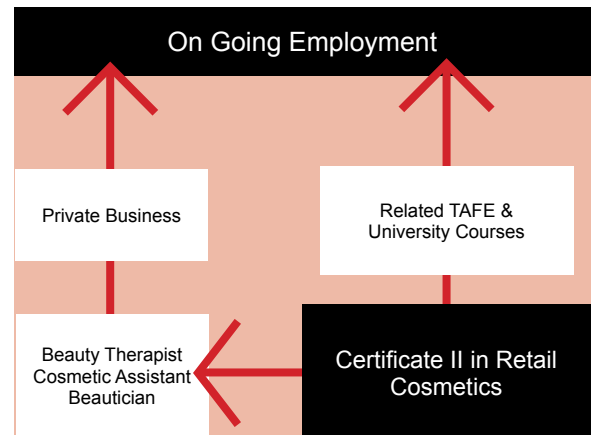 On Going Employment
Private Business
Related TAFE &
University Courses
Beauty Therapist
Cosmetic Assistant
Beautician
Certificate II in Retail
Cosmetics